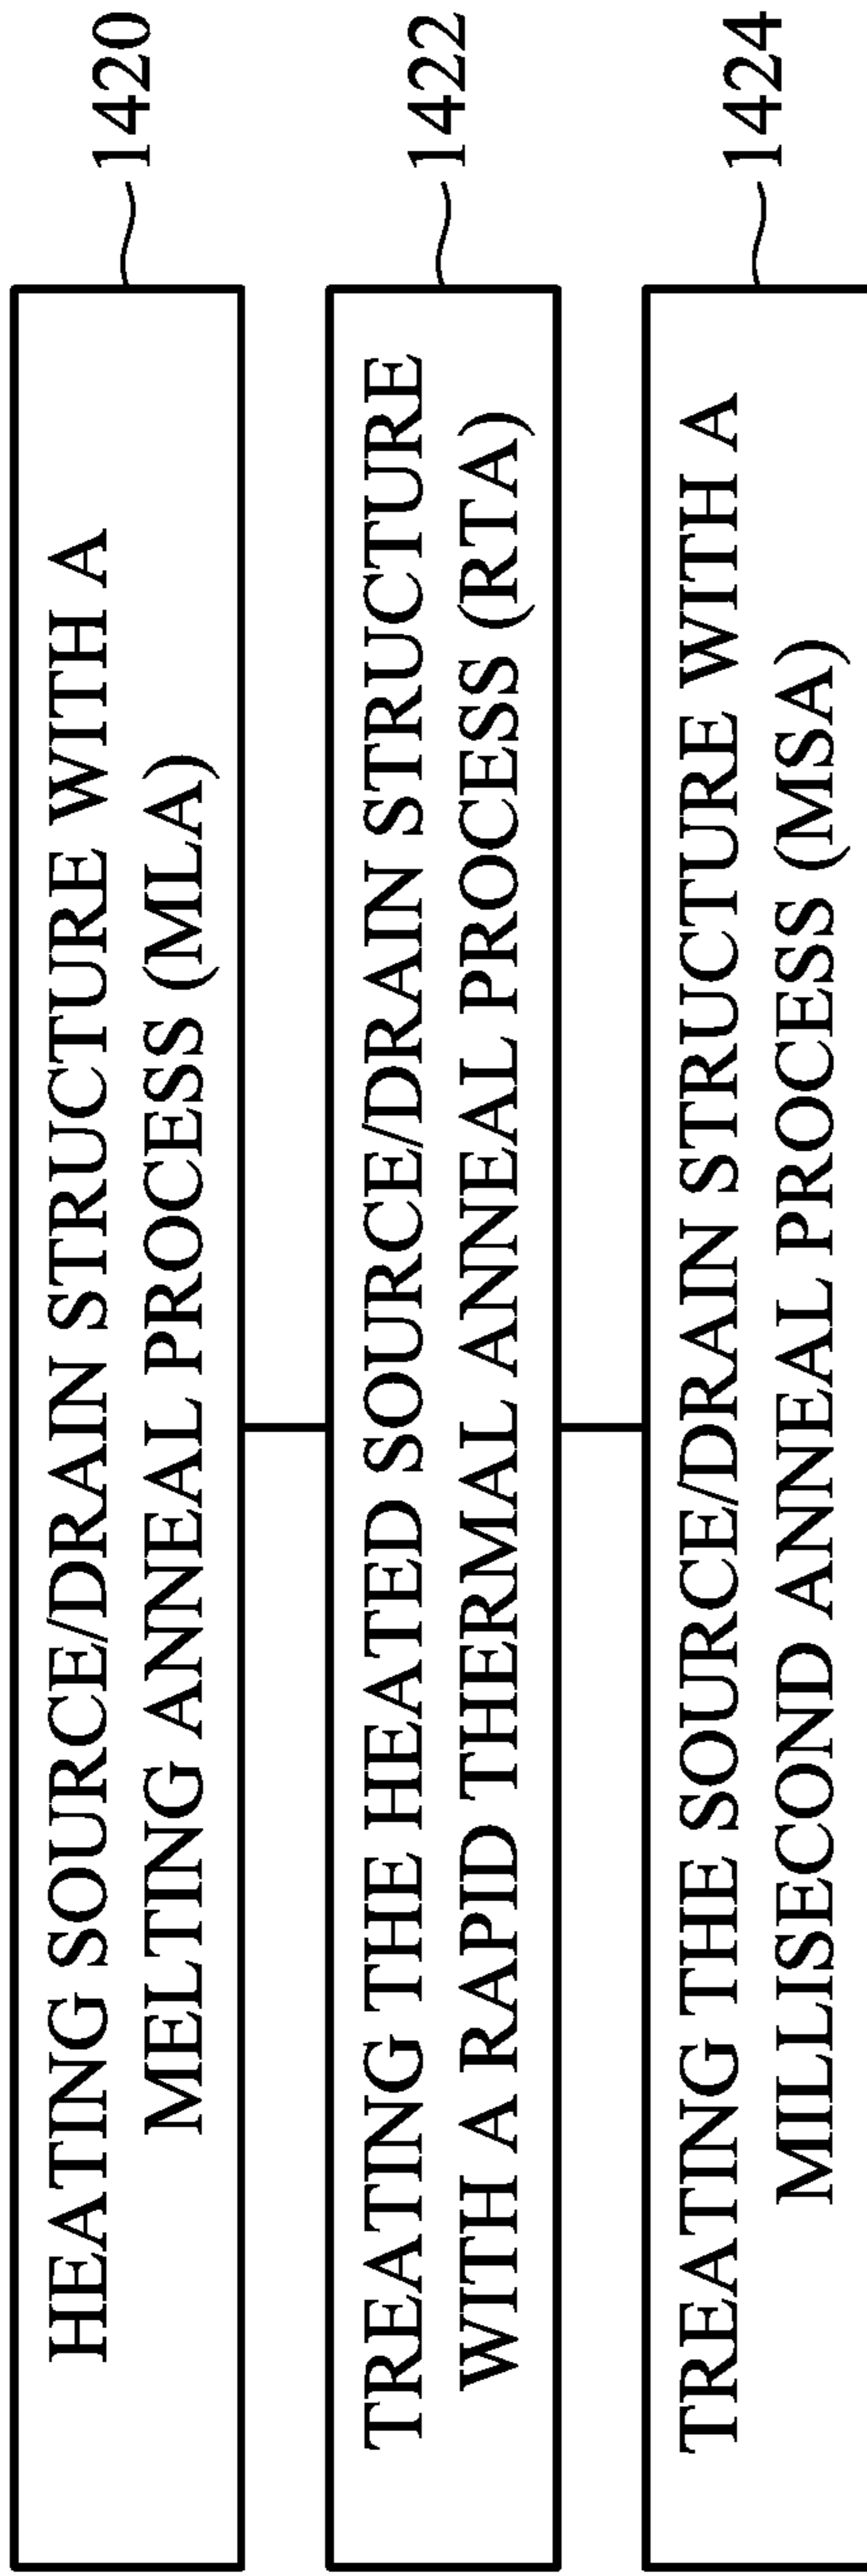 HEATING SOURCE/DRAIN STRUCTURE WITH A
MELTING ANNEAL PROCESS (MLA)
1420
TREATING THE HEATED SOURCE/DRAIN STRUCTURE
WITH A RAPID THERMAL ANNEAL PROCESS (RTA)
1422
TREATING THE SOURCE/DRAIN STRUCTURE WITH A
MILLISECOND ANNEAL PROCESS (MSA)
1424